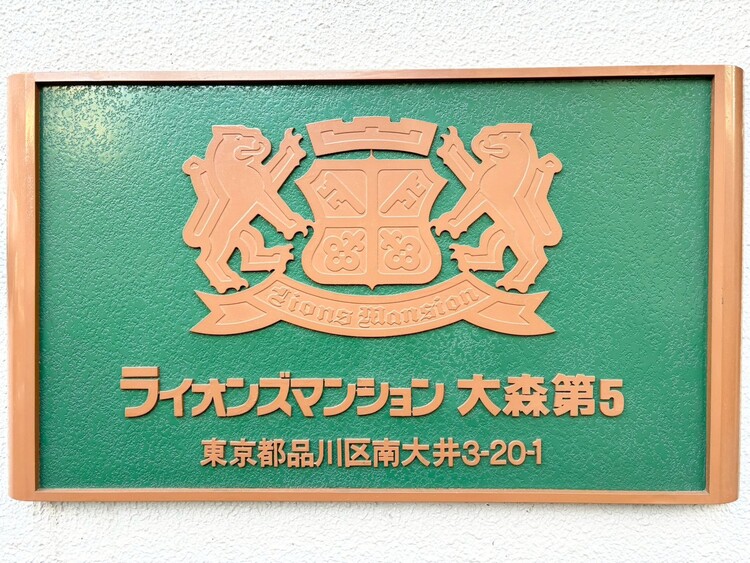 Lions Mansion
ライオンズマンション 大森第5
東京都品川区南大井3-20-1